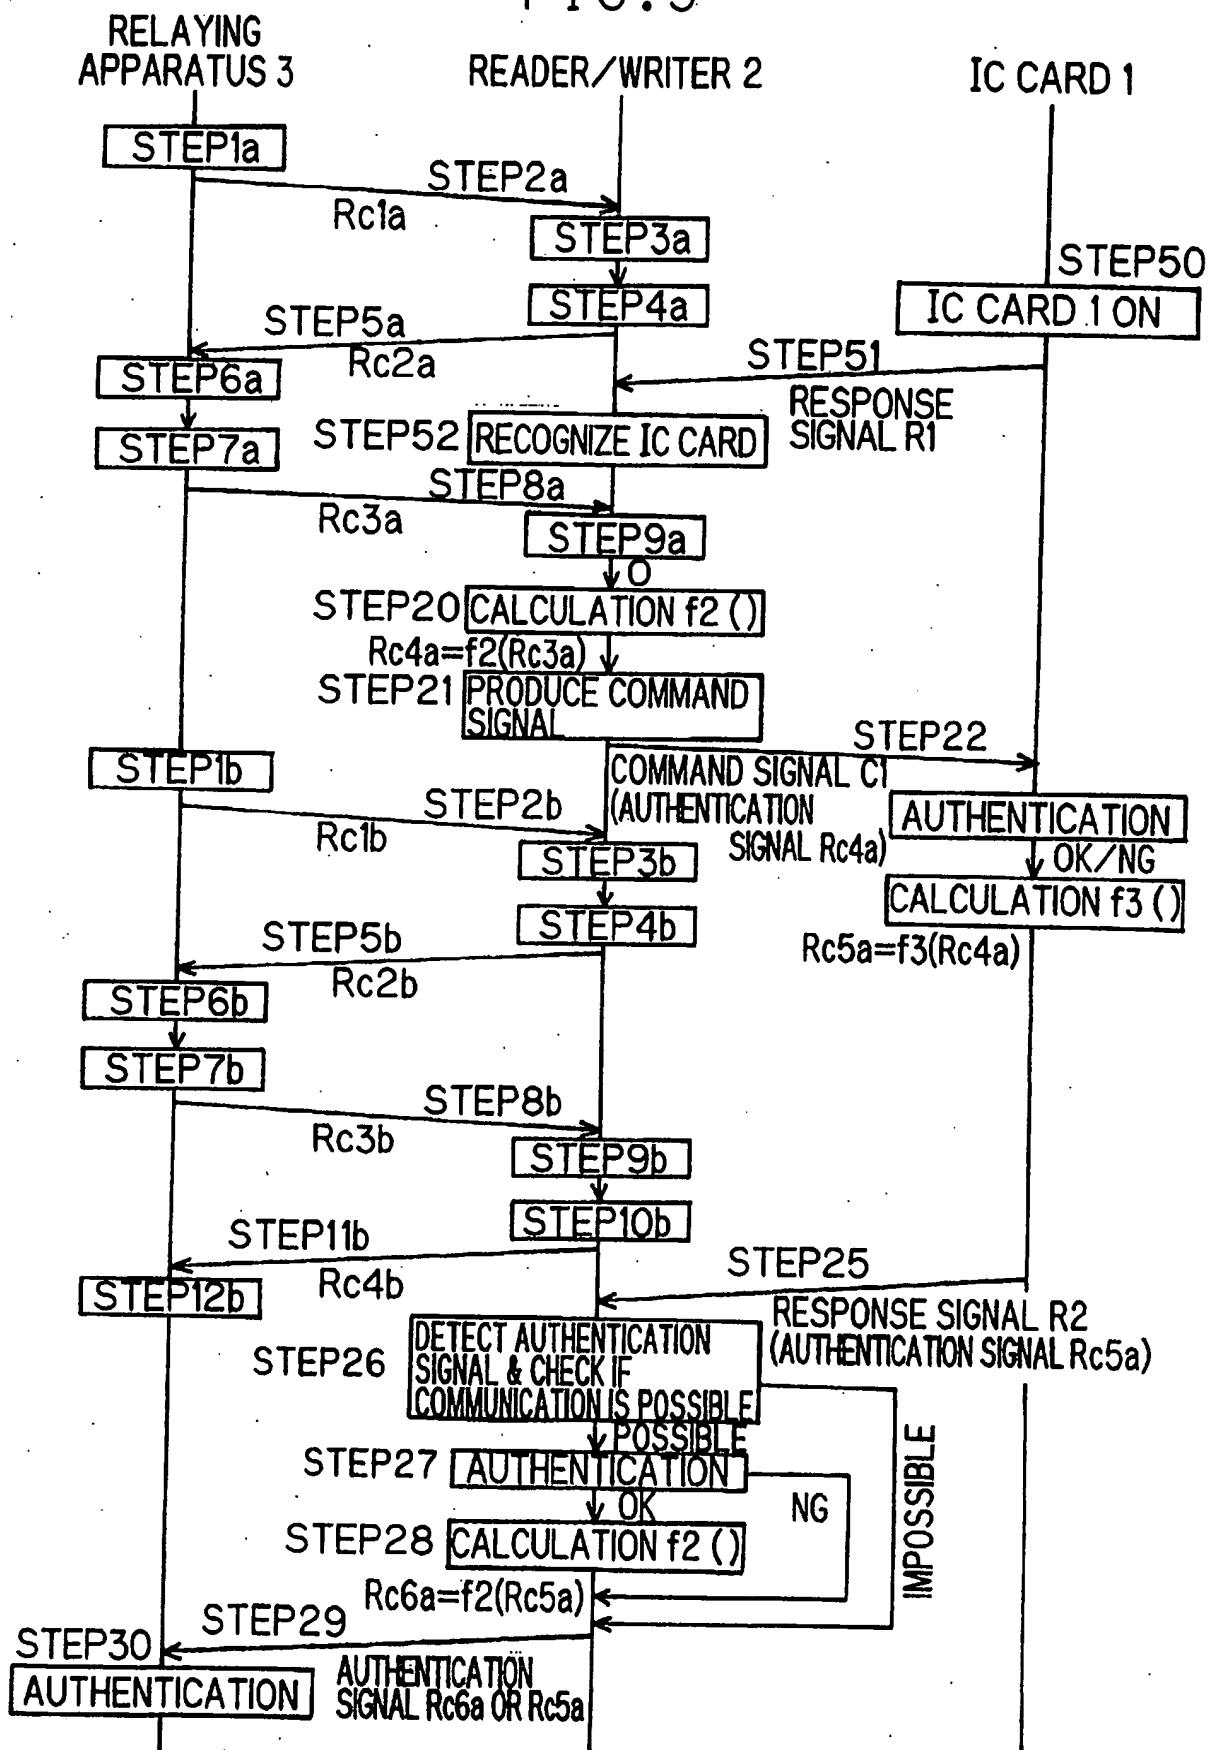 RELAYING
APPARATUS 3
READER/WRITER 2
IC CARD 1
STEP1a
STEP2a
Rc1a
STEP3a
STEP50
STEP4a
IC CARD 1 ON
STEP5a
Rc2a
STEP51
STEP6a
RESPONSE
SIGNAL R1
STEP52
RECOGNIZE IC CARD
STEP7a
STEP8a
Rc3a
STEP9a
O
STEP20
CALCULATION f2 ( )
Rc4a=f2(Rc3a)
STEP21
PRODUCE COMMAND
SIGNAL
STEP22
STEP1b
COMMAND SIGNAL C1
(AUTHENTICATION
SIGNAL Rc4a)
STEP2b
Rc1b
AUTHENTICATION
OK/NG
STEP3b
CALCULATION f3 ( )
STEP4b
Rc5a=f3(Rc4a)
STEP5b
Rc2b
STEP6b
STEP7b
STEP8b
Rc3b
STEP9b
STEP10b
STEP11b
Rc4b
STEP12b
STEP25
RESPONSE SIGNAL R2
(AUTHENTICATION SIGNAL Rc5a)
STEP26
DETECT AUTHENTICATION
SIGNAL & CHECK IF
COMMUNICATION IS POSSIBLE
POSSIBLE
IMPOSSIBLE
STEP27
AUTHENTICATION
OK
NG
STEP28
CALCULATION f2 ( )
Rc6a=f2(Rc5a)
STEP29
STEP30
AUTHENTICATION
AUTHENTICATION
SIGNAL Rc6a OR Rc5a